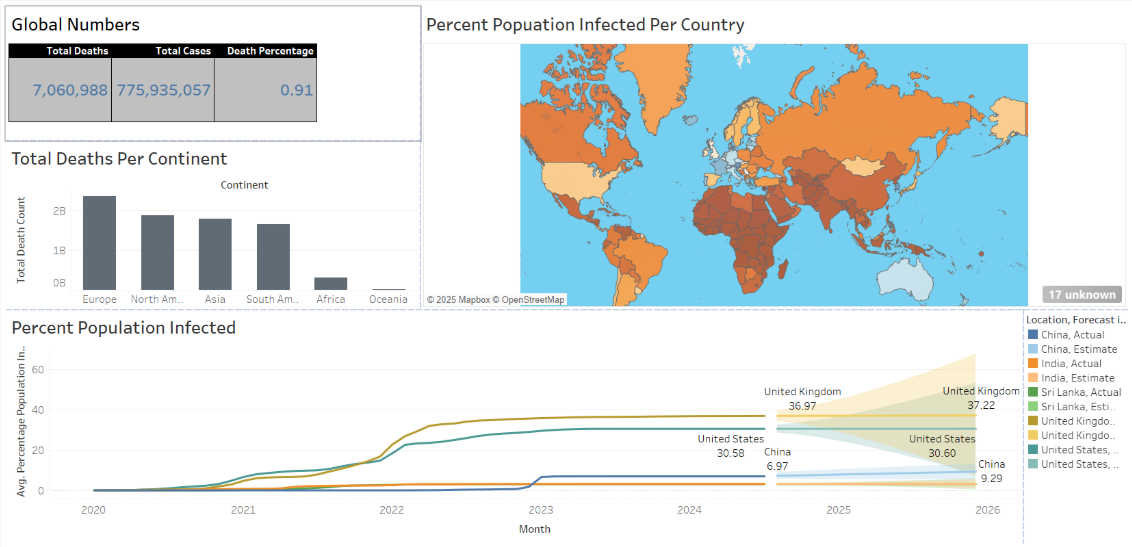 Global Numbers
Total Deaths Total Cases Death Percentage
7,060,988 775,935,057 0.91
Percent Popuation Infected Per Country
© 2025 Mapbox © OpenStreetMap
17 unknown
Total Deaths Per Continent
Continent
Total Death Count
2B
1B
0B
Europe North Am.. Asia South Am.. Africa Oceania
Percent Population Infected
Avg. Percentage Population In..
60
40
20
0
United Kingdom
36.97
United Kingdom
37.22
United States
30.58
United States
30.60
China
6.97
China
9.29
2020 2021 2022 2023 2024 2025 2026
Month
Location, Forecast i..
China, Actual
China, Estimate
India, Actual
India, Estimate
Sri Lanka, Actual
Sri Lanka, Esti..
United Kingdo..
United Kingdo..
United States, ..
United States, ..